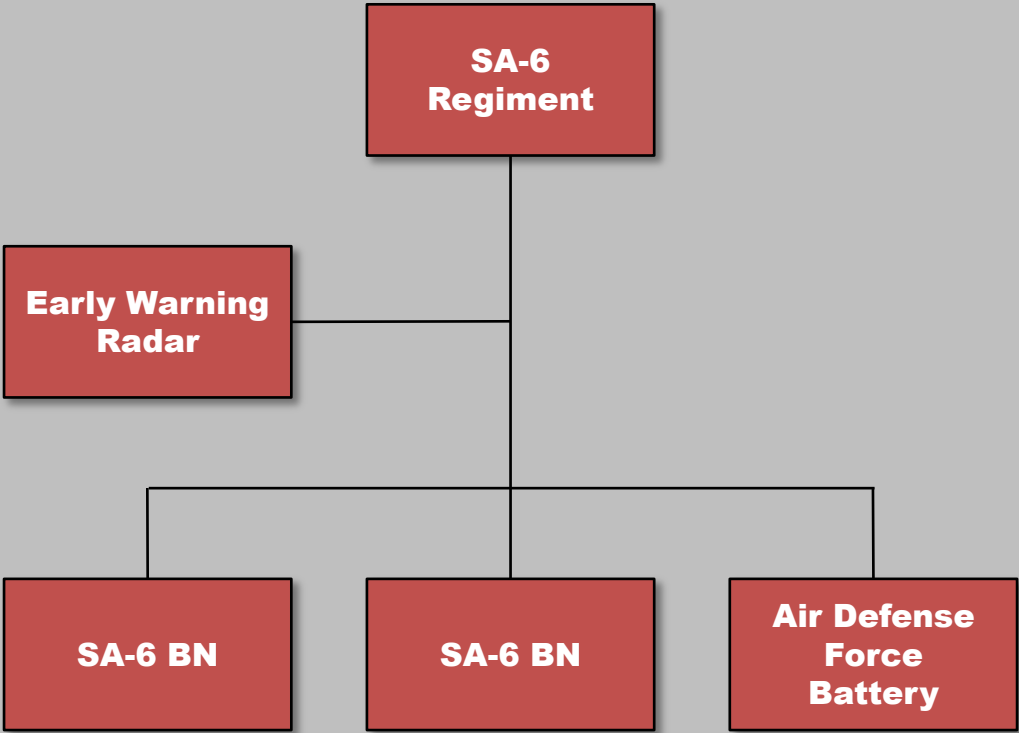 SA-6
Regiment
Early Warning
Radar
SA-6 BN
SA-6 BN
Air Defense
Force
Battery